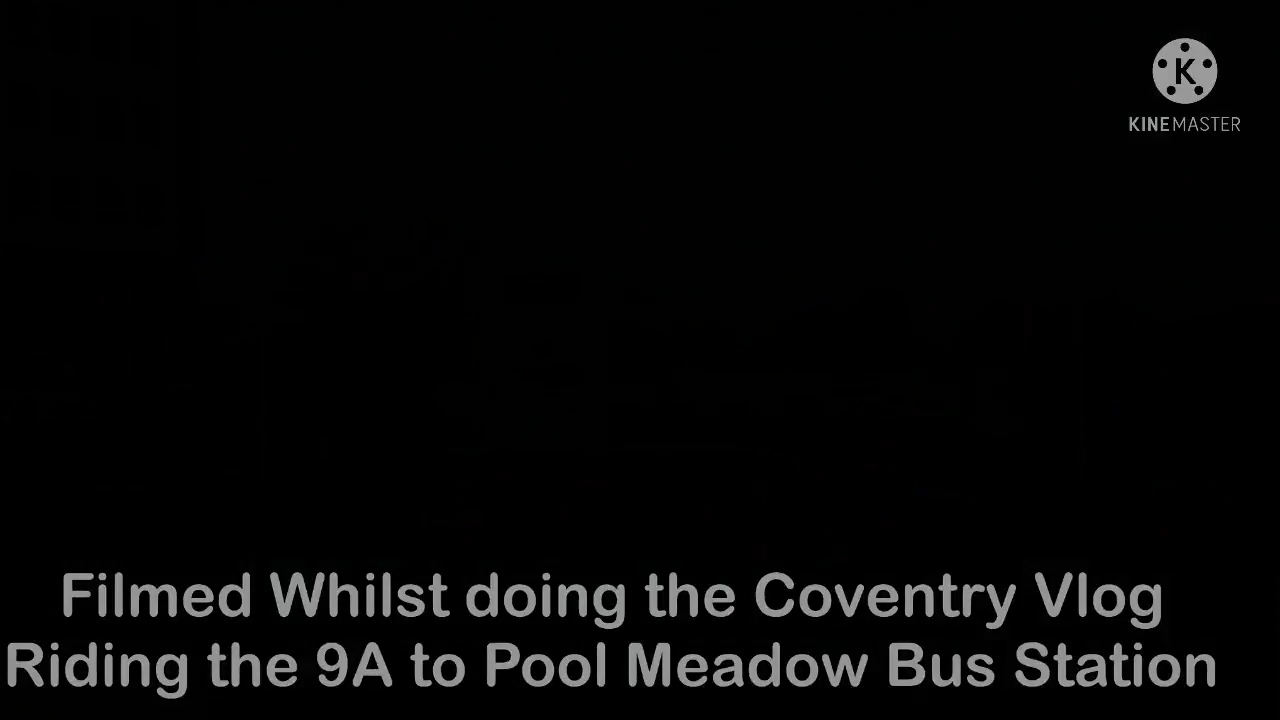 K
KINEMASTER
Filmed Whilst doing the Coventry Vlog
Riding the 9A to Pool Meadow Bus Station